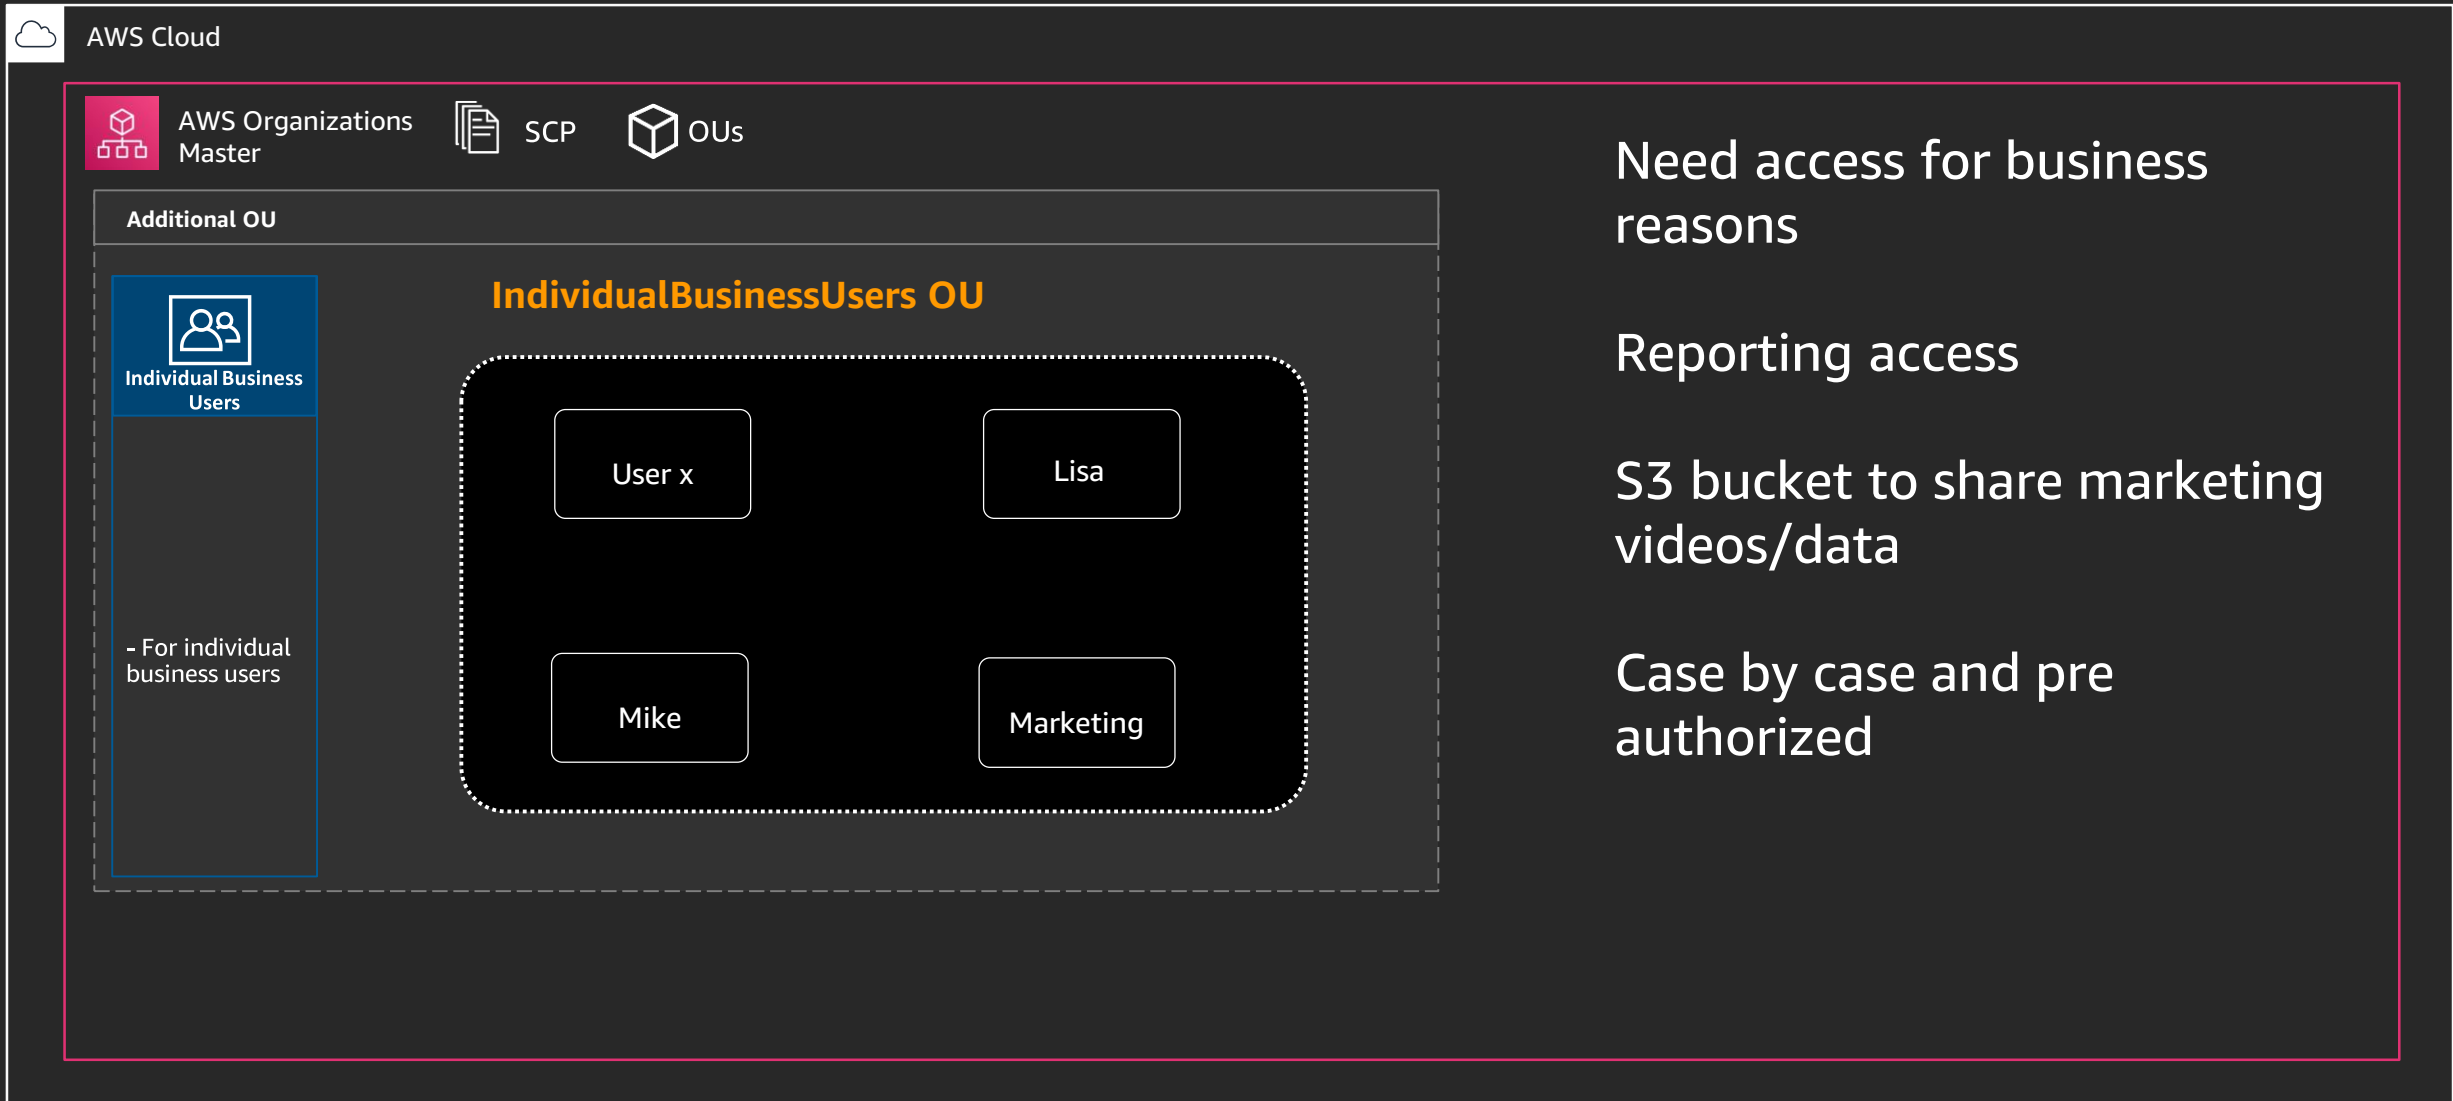 AWS Cloud
AWS Organizations
Master
SCP
OUs
Additional OU
Individual Business
Users
- For individual
business users
IndividualBusinessUsers OU
User x
Lisa
Mike
Marketing
Need access for business
reasons
Reporting access
S3 bucket to share marketing
videos/data
Case by case and pre
authorized